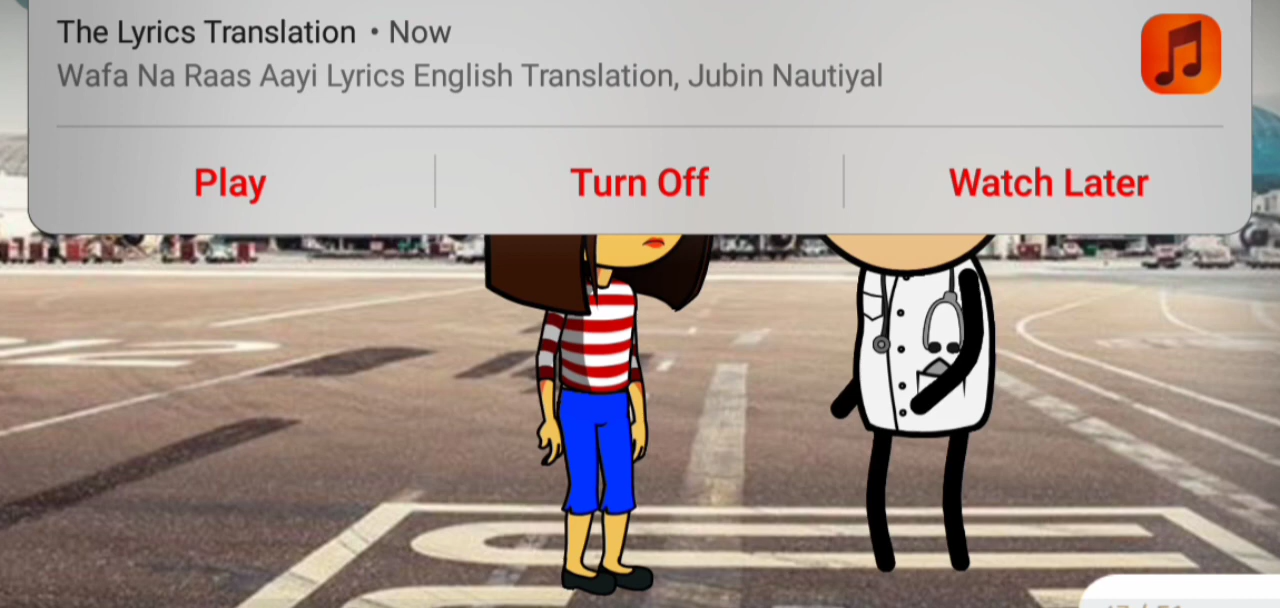 The Lyrics Translation • Now
Wafa Na Raas Aayi Lyrics English Translation, Jubin Nautiyal
Play
Turn Off
Watch Later